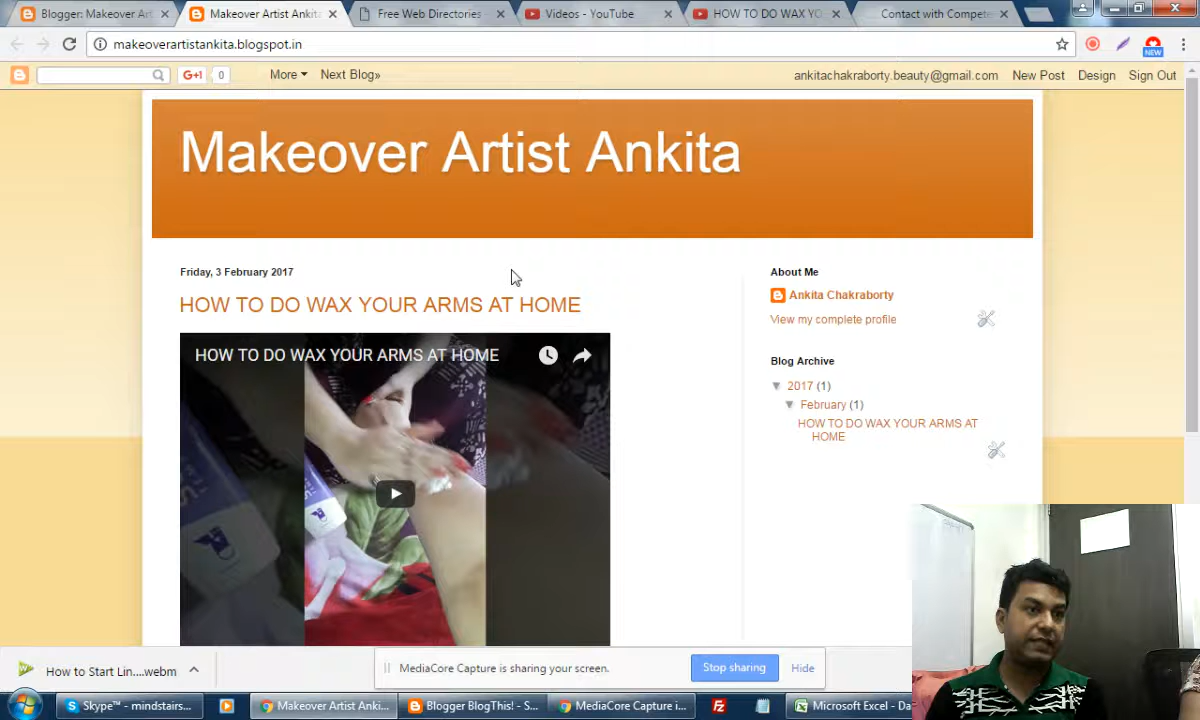 Blogger: Makeover Art
Makeover Artist Ankita
Free Web Directories
Videos - YouTube
HOW TO DO WAX YO
Contact with Compete
makeoverartistankita.blogspot.in
NEW
G+1
0
More
Next Blog»
ankitachakraborty.beauty@gmail.com
New Post
Design
Sign Out
Makeover Artist Ankita
Friday, 3 February 2017
HOW TO DO WAX YOUR ARMS AT HOME
HOW TO DO WAX YOUR ARMS AT HOME
About Me
Ankita Chakraborty
View my complete profile
Blog Archive
2017 (1)
February (1)
HOW TO DO WAX YOUR ARMS AT
HOME
How to Start Lin....webm
MediaCore Capture is sharing your screen.
Stop sharing
Hide
Skype™ - mindstairs...
Makeover Artist Anki...
Blogger BlogThis! - S...
MediaCore Capture i...
Microsoft Excel - Da